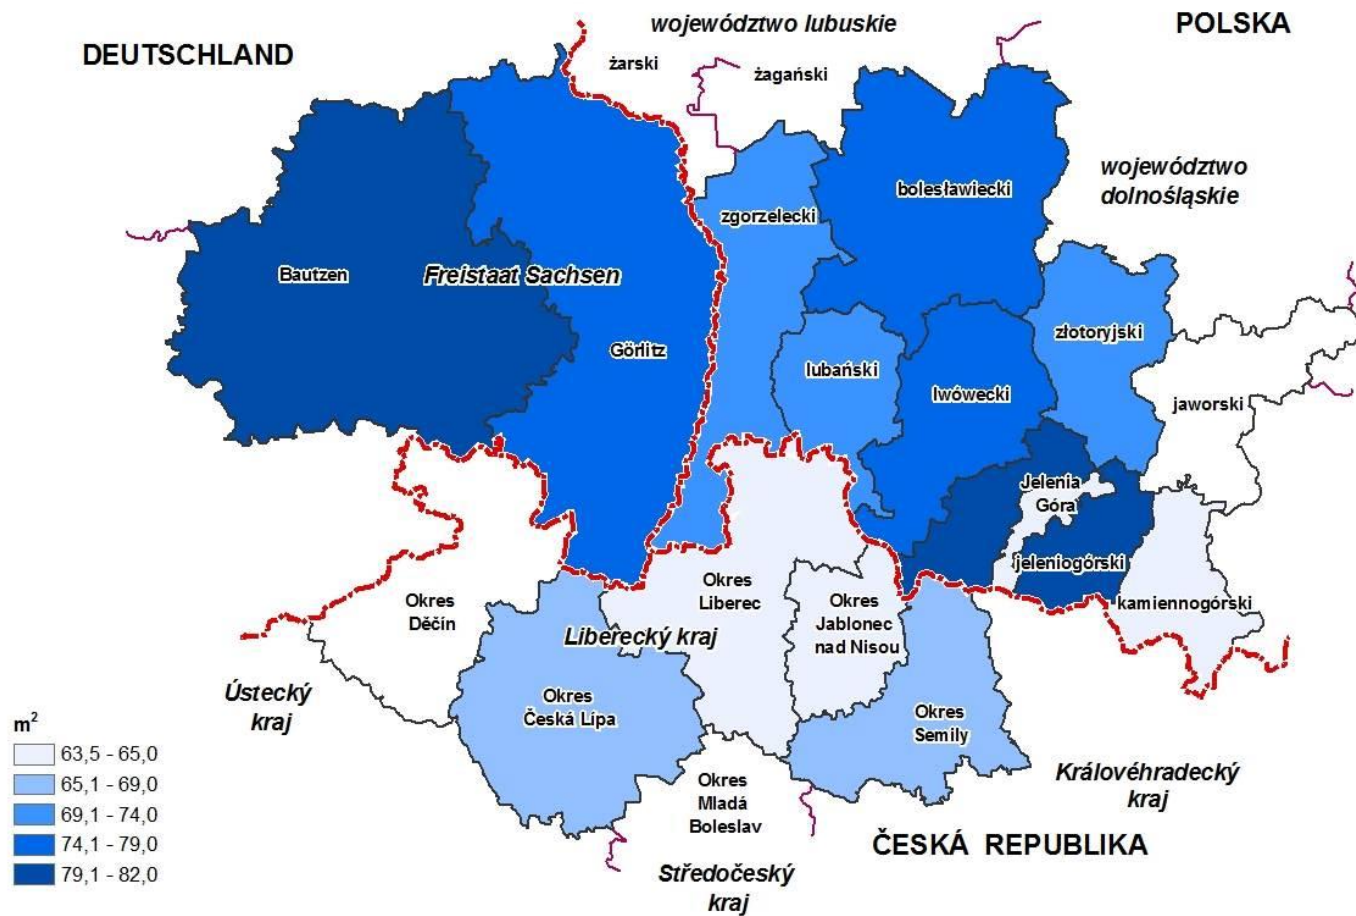 DEUTSCHLAND
województwo lubuskie
POLSKA
żarski
żagański
województwo
dolnośląskie
bolesławiecki
zgorzelecki
Bautzen
Freistaat Sachsen
Görlitz
złotoryjski
lubański
lwówecki
jaworski
Jelenia
Góra
jeleniogórski
kamiennogórski
Okres
Děčín
Okres
Liberec
Okres
Jablonec
nad Nisou
Liberecký kraj
Ústecký
kraj
Okres
Česká Lípa
Okres
Semily
Okres
Mladá
Boleslav
Královéhradecký
kraj
ČESKÁ REPUBLIKA
Středočeský
kraj
m²
63,5 - 65,0
65,1 - 69,0
69,1 - 74,0
74,1 - 79,0
79,1 - 82,0